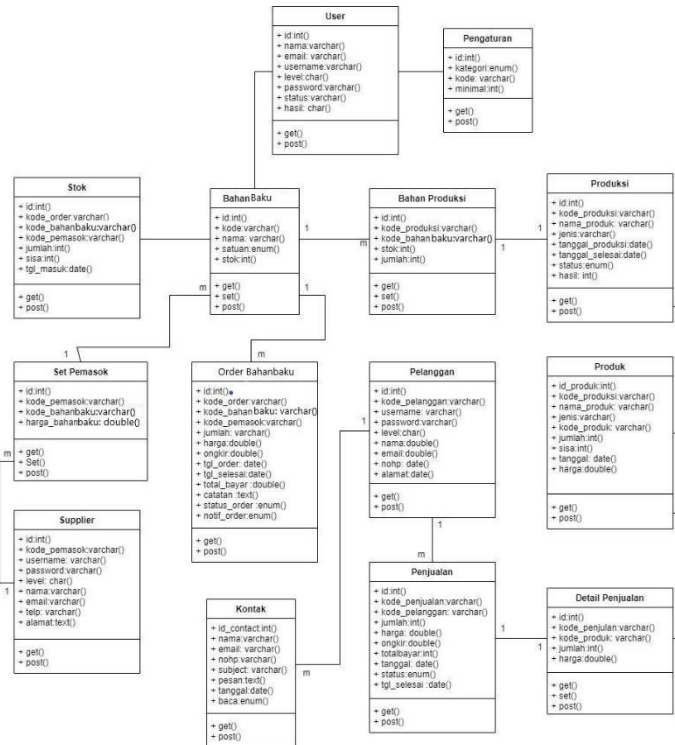 User
+ id:int()
+ nama:varchar()
+ email: varchar()
+ username:varchar()
+ level:char()
+ password:varchar()
+ status:varchar()
+ hasil: char()
+ get()
+ post()
Pengaturan
+ id:int()
+ kategori:enum()
+ kode: varchar()
+ minimal:int()
+ get()
+ post()
Stok
+ id:int()
+ kode_order:varchar()
+ kode_bahanbaku:varchar()
+ kode_pemasok:varchar()
+ jumlah:int()
+ sisa:int()
+ tgl_masuk:date()
+ get()
+ post()
BahanBaku
+ id:int()
+ kode:varchar()
+ nama: varchar()
+ satuan:enum()
+ stok:int()
+ get()
+ set()
+ post()
1
m
Bahan Produksi
+ id:int()
+ kode_produksi:varchar()
+ kode_bahanbaku:varchar()
+ stok:int()
+ jumlah:int()
+ get()
+ set()
+ post()
1
1
Produksi
+ id:int()
+ kode_produksi:varchar()
+ nama_produk: varchar()
+ jenis:varchar()
+ tanggal_produksi:date()
+ tanggal_selesai:date()
+ status:enum()
+ hasil: int()
+ get()
+ post()
m
1
1
m
Set Pemasok
+ id:int()
+ kode_pemasok:varchar()
+ kode_bahanbaku:varchar()
+ harga_bahanbaku: double()
+ get()
+ Set()
+ post()
m
1
Order Bahanbaku
+ id:int()
+ kode_order:varchar()
+ kode_bahanbaku: varchar()
+ kode_pemasok:varchar()
+ jumlah: varchar()
+ harga:double()
+ ongkir:double()
+ tgl_order: date()
+ tgl_selesai:date()
+ total_bayar :double()
+ catatan :text()
+ status_order :enum()
+ notif_order:enum()
+ get()
+ post()
Pelanggan
+ id:int()
+ kode_pelanggan:varchar()
+ username: varchar()
+ password:varchar()
+ level:char()
+ nama:double()
+ email:double()
+ nohp: date()
+ alamat:date()
+ get()
+ post()
1
1
m
Produk
+ id_produk:int()
+ kode_produksi:varchar()
+ nama_produk: varchar()
+ jenis:varchar()
+ kode_produk: varchar()
+ jumlah:int()
+ sisa:int()
+ tanggal: date()
+ harga:double()
+ get()
+ post()
Supplier
+ id:int()
+ kode_pemasok:varchar()
+ username: varchar()
+ password:varchar()
+ level: char()
+ nama:varchar()
+ email:varchar()
+ telp: varchar()
+ alamat:text()
+ get()
+ post()
Kontak
+ id_contact:int()
+ nama:varchar()
+ email: varchar()
+ nohp:varchar()
+ subject: varchar()
+ pesan:text()
+ tanggal:date()
+ baca:enum()
+ get()
+ post()
m
Penjualan
+ id:int()
+ kode_penjualan:varchar()
+ kode_pelanggan: varchar()
+ jumlah:int()
+ harga: double()
+ ongkir:double()
+ totalbayar:int()
+ tanggal: date()
+ status:enum()
+ tgl_selesai :date()
+ get()
+ post()
1
1
Detail Penjualan
+ id:int()
+ kode_penjulan:varchar()
+ kode_produk: varchar()
+ jumlah:int()
+ harga:double()
+ get()
+ set()
+ post()